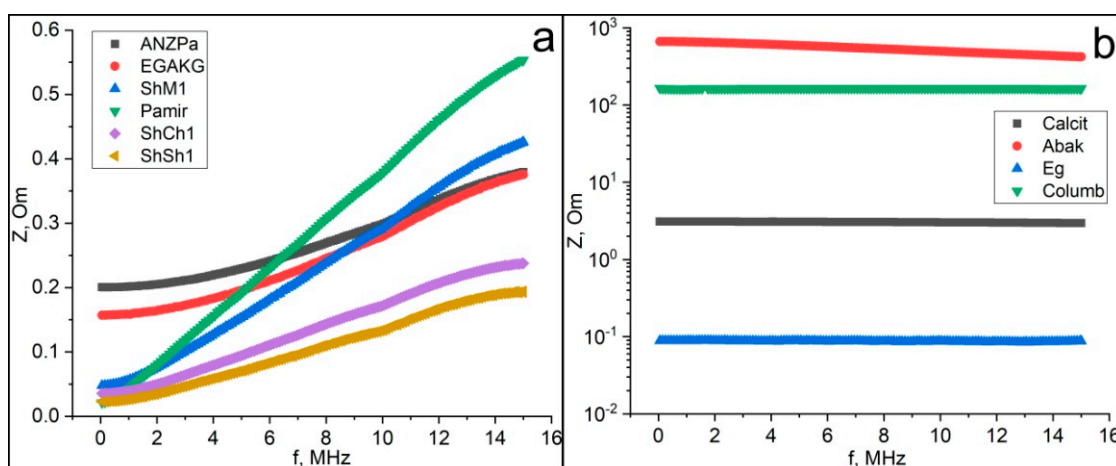 a
ANZPa
EGAKG
ShM1
Pamir
ShCh1
ShSh1
0.6
0.5
0.4
0.3
0.2
0.1
0.0
Z, Om
0 2 4 6 8 10 12 14 16
f, MHz
b
Calcit
Abak
Eg
Columb
10³
10²
10¹
10⁰
10⁻¹
10⁻²
Z, Om
0 2 4 6 8 10 12 14 16
f, MHz